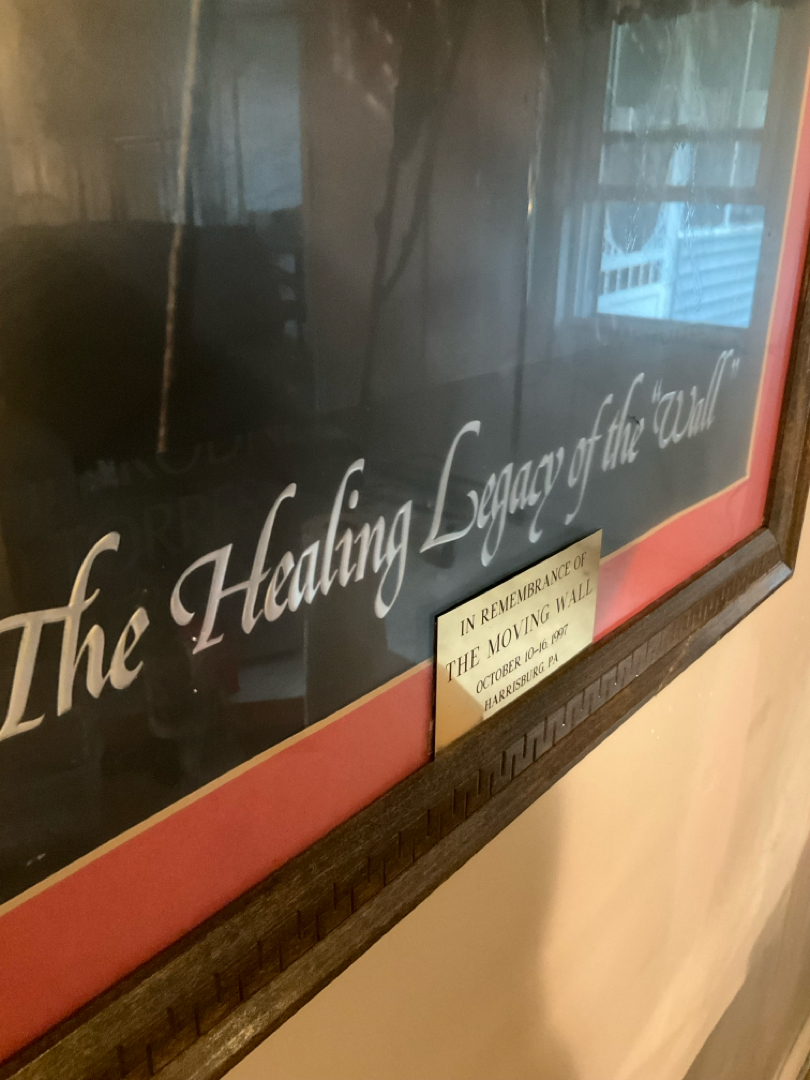 The Healing Legacy of the "Wall"
IN REMEMBRANCE OF
THE MOVING WALL
OCTOBER 10-16, 1997
HARRISBURG, PA